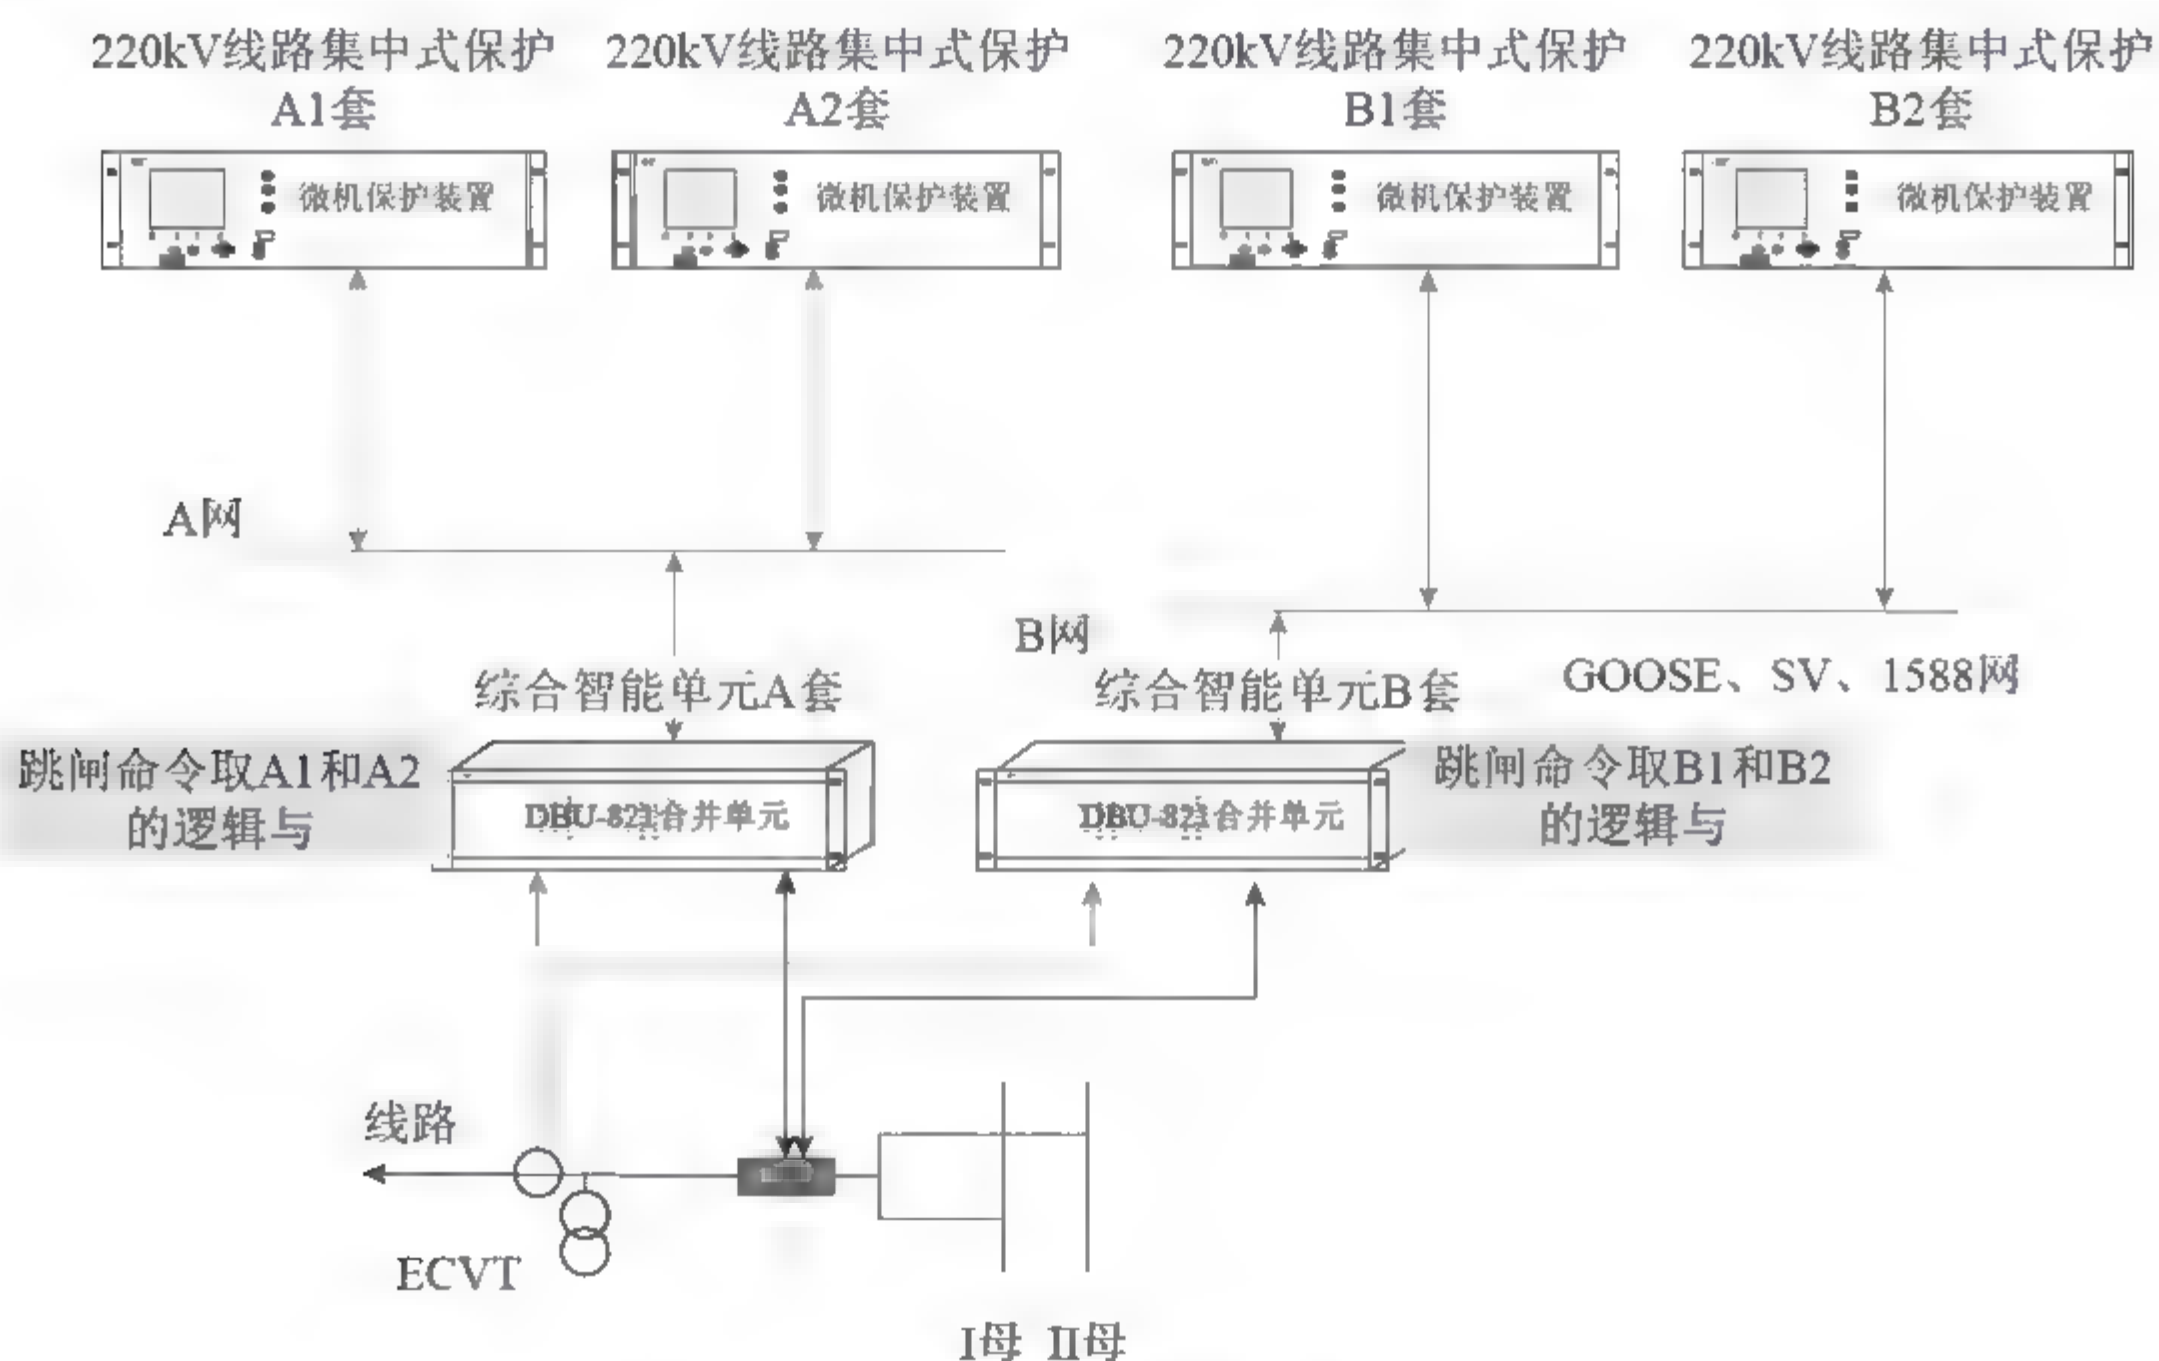 220kV线路集中式保护
A1套
220kV线路集中式保护
A2套
220kV线路集中式保护
B1套
220kV线路集中式保护
B2套
微机保护装置
微机保护装置
微机保护装置
微机保护装置
A网
B网
GOOSE、SV、1588网
综合智能单元A套
综合智能单元B套
跳闸命令取A1和A2
的逻辑与
DBU-821合并单元
DBU-821合并单元
跳闸命令取B1和B2
的逻辑与
线路
ECVT
I母 II母